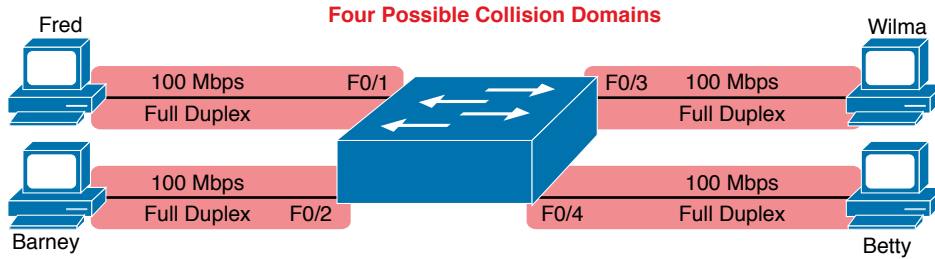 Four Possible Collision Domains
Fred
Wilma
100 Mbps
F0/1
Full Duplex
F0/3
100 Mbps
Full Duplex
100 Mbps
Full Duplex
F0/2
Barney
100 Mbps
F0/4
Full Duplex
Betty